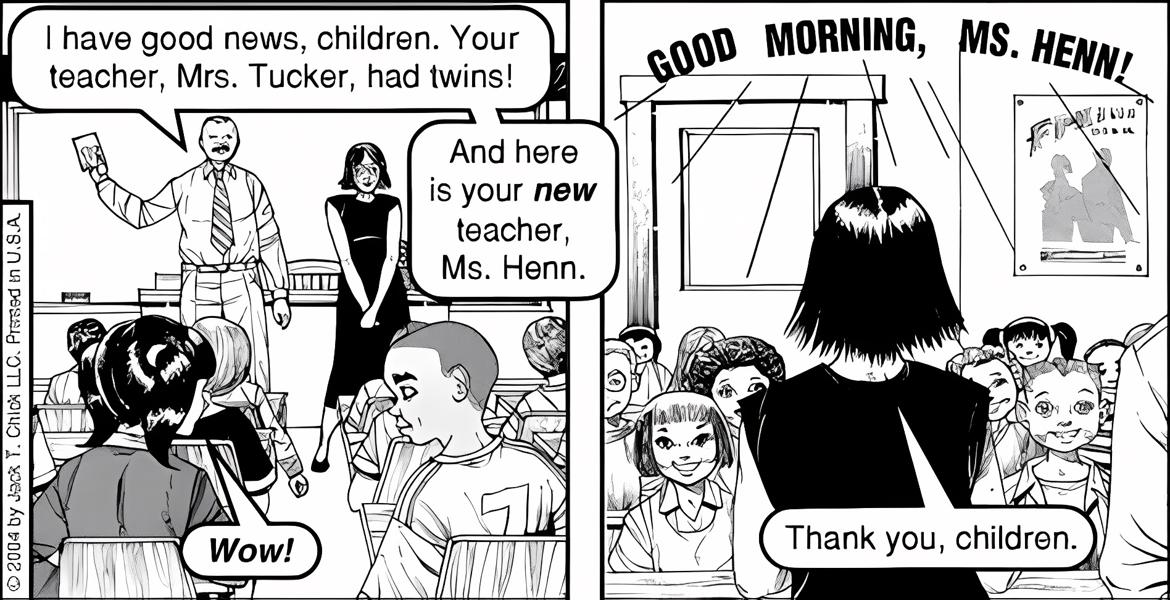 I have good news, children. Your
teacher, Mrs. Tucker, had twins!
And here
is your new
teacher,
Ms. Henn.
Wow!
© 2004 by Jack T. Chick LLC. Printed in U.S.A.
GOOD MORNING, MS. HENN!
Thank you, children.